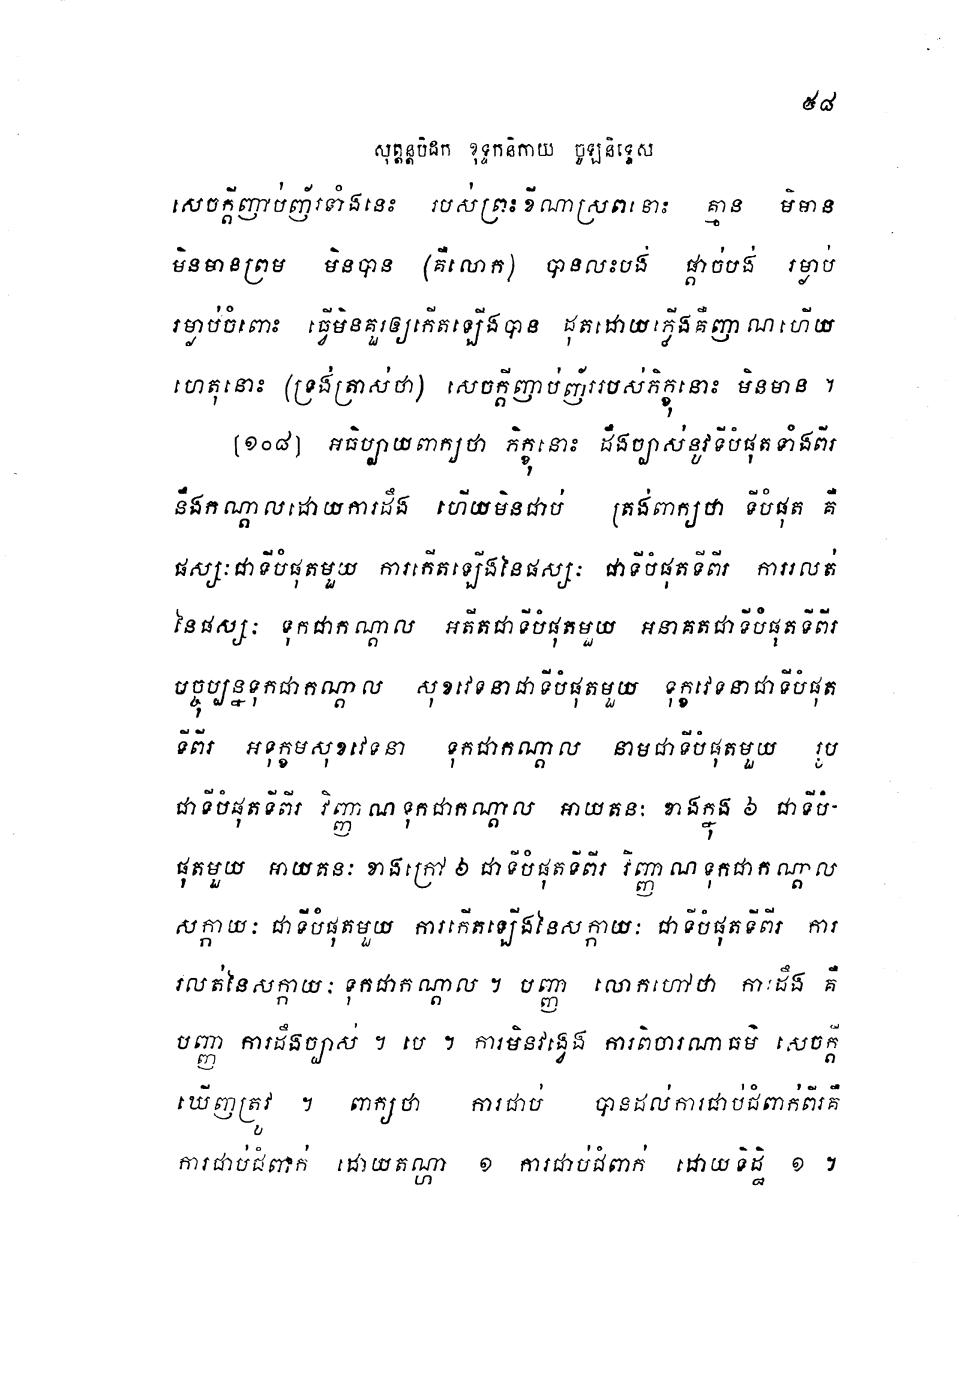 ៥៨
សុត្តន្តបិដក ខុទ្ទកនិកាយ ចូឡនិទ្ទេស
សេចក្តីញាប់ញ័រទាំងនេះ របស់ព្រះខីណាស្រពនោះ គ្មាន មិមាន
មិនមានព្រម មិនបាន (គឺលោក) បានលះបង់ ផ្តាច់បង់ រម្ងាប់
រម្ងាប់ចំពោះ ធ្វើមិនគួរឲ្យកើតឡើងបាន ដុតដោយភ្លើងគឺញាណហើយ
ហេតុនោះ (ទ្រង់ត្រាស់ថា) សេចក្តីញាប់ញ័ររបស់ភិក្ខុនោះ មិនមាន ។
[១០៨] អធិប្បាយពាក្យថា ភិក្ខុនោះ ដឹងច្បាស់នូវទីបំផុតទាំងពីរ
នឹងកណ្តាលដោយការដឹង ហើយមិនជាប់ ត្រង់ពាក្យថា ទីបំផុត គឺ
ផស្សៈជាទីបំផុតមួយ ការកើតឡើងនៃផស្សៈ ជាទីបំផុតទីពីរ ការរលត់
នៃផស្សៈ ទុកជាកណ្តាល អតីតជាទីបំផុតមួយ អនាគតជាទីបំផុតទីពីរ
បច្ចុប្បន្នទុកជាកណ្តាល សុខវេទនាជាទីបំផុតមួយ ទុក្ខវេទនាជាទីបំផុត
ទីពីរ អទុក្ខមសុខវេទនា ទុកជាកណ្តាល នាមជាទីបំផុតមួយ រូប
ជាទីបំផុតទីពីរ វិញ្ញាណទុកជាកណ្តាល អាយតនៈ ខាងក្នុង ៦ ជាទីបំ-
ផុតមួយ អាយតនៈ ខាងក្រៅ ៦ ជាទីបំផុតទីពីរ វិញ្ញាណទុកជាកណ្តាល
សក្កាយៈ ជាទីបំផុតមួយ ការកើតឡើងនៃសក្កាយៈ ជាទីបំផុតទីពីរ ការ
រលត់នៃសក្កាយៈ ទុកជាកណ្តាល ។ បញ្ញា លោកហៅថា ការដឹង គឺ
បញ្ញា ការដឹងច្បាស់ ។ បេ ។ ការមិនវង្វេង ការពិចារណាធម៌ សេចក្តី
ឃើញត្រូវ ។ ពាក្យថា ការជាប់ បានដល់ការជាប់ជំពាក់ពីរគឺ
ការជាប់ជំពាក់ ដោយតណ្ហា ១ ការជាប់ជំពាក់ ដោយទិដ្ឋិ ១ ។